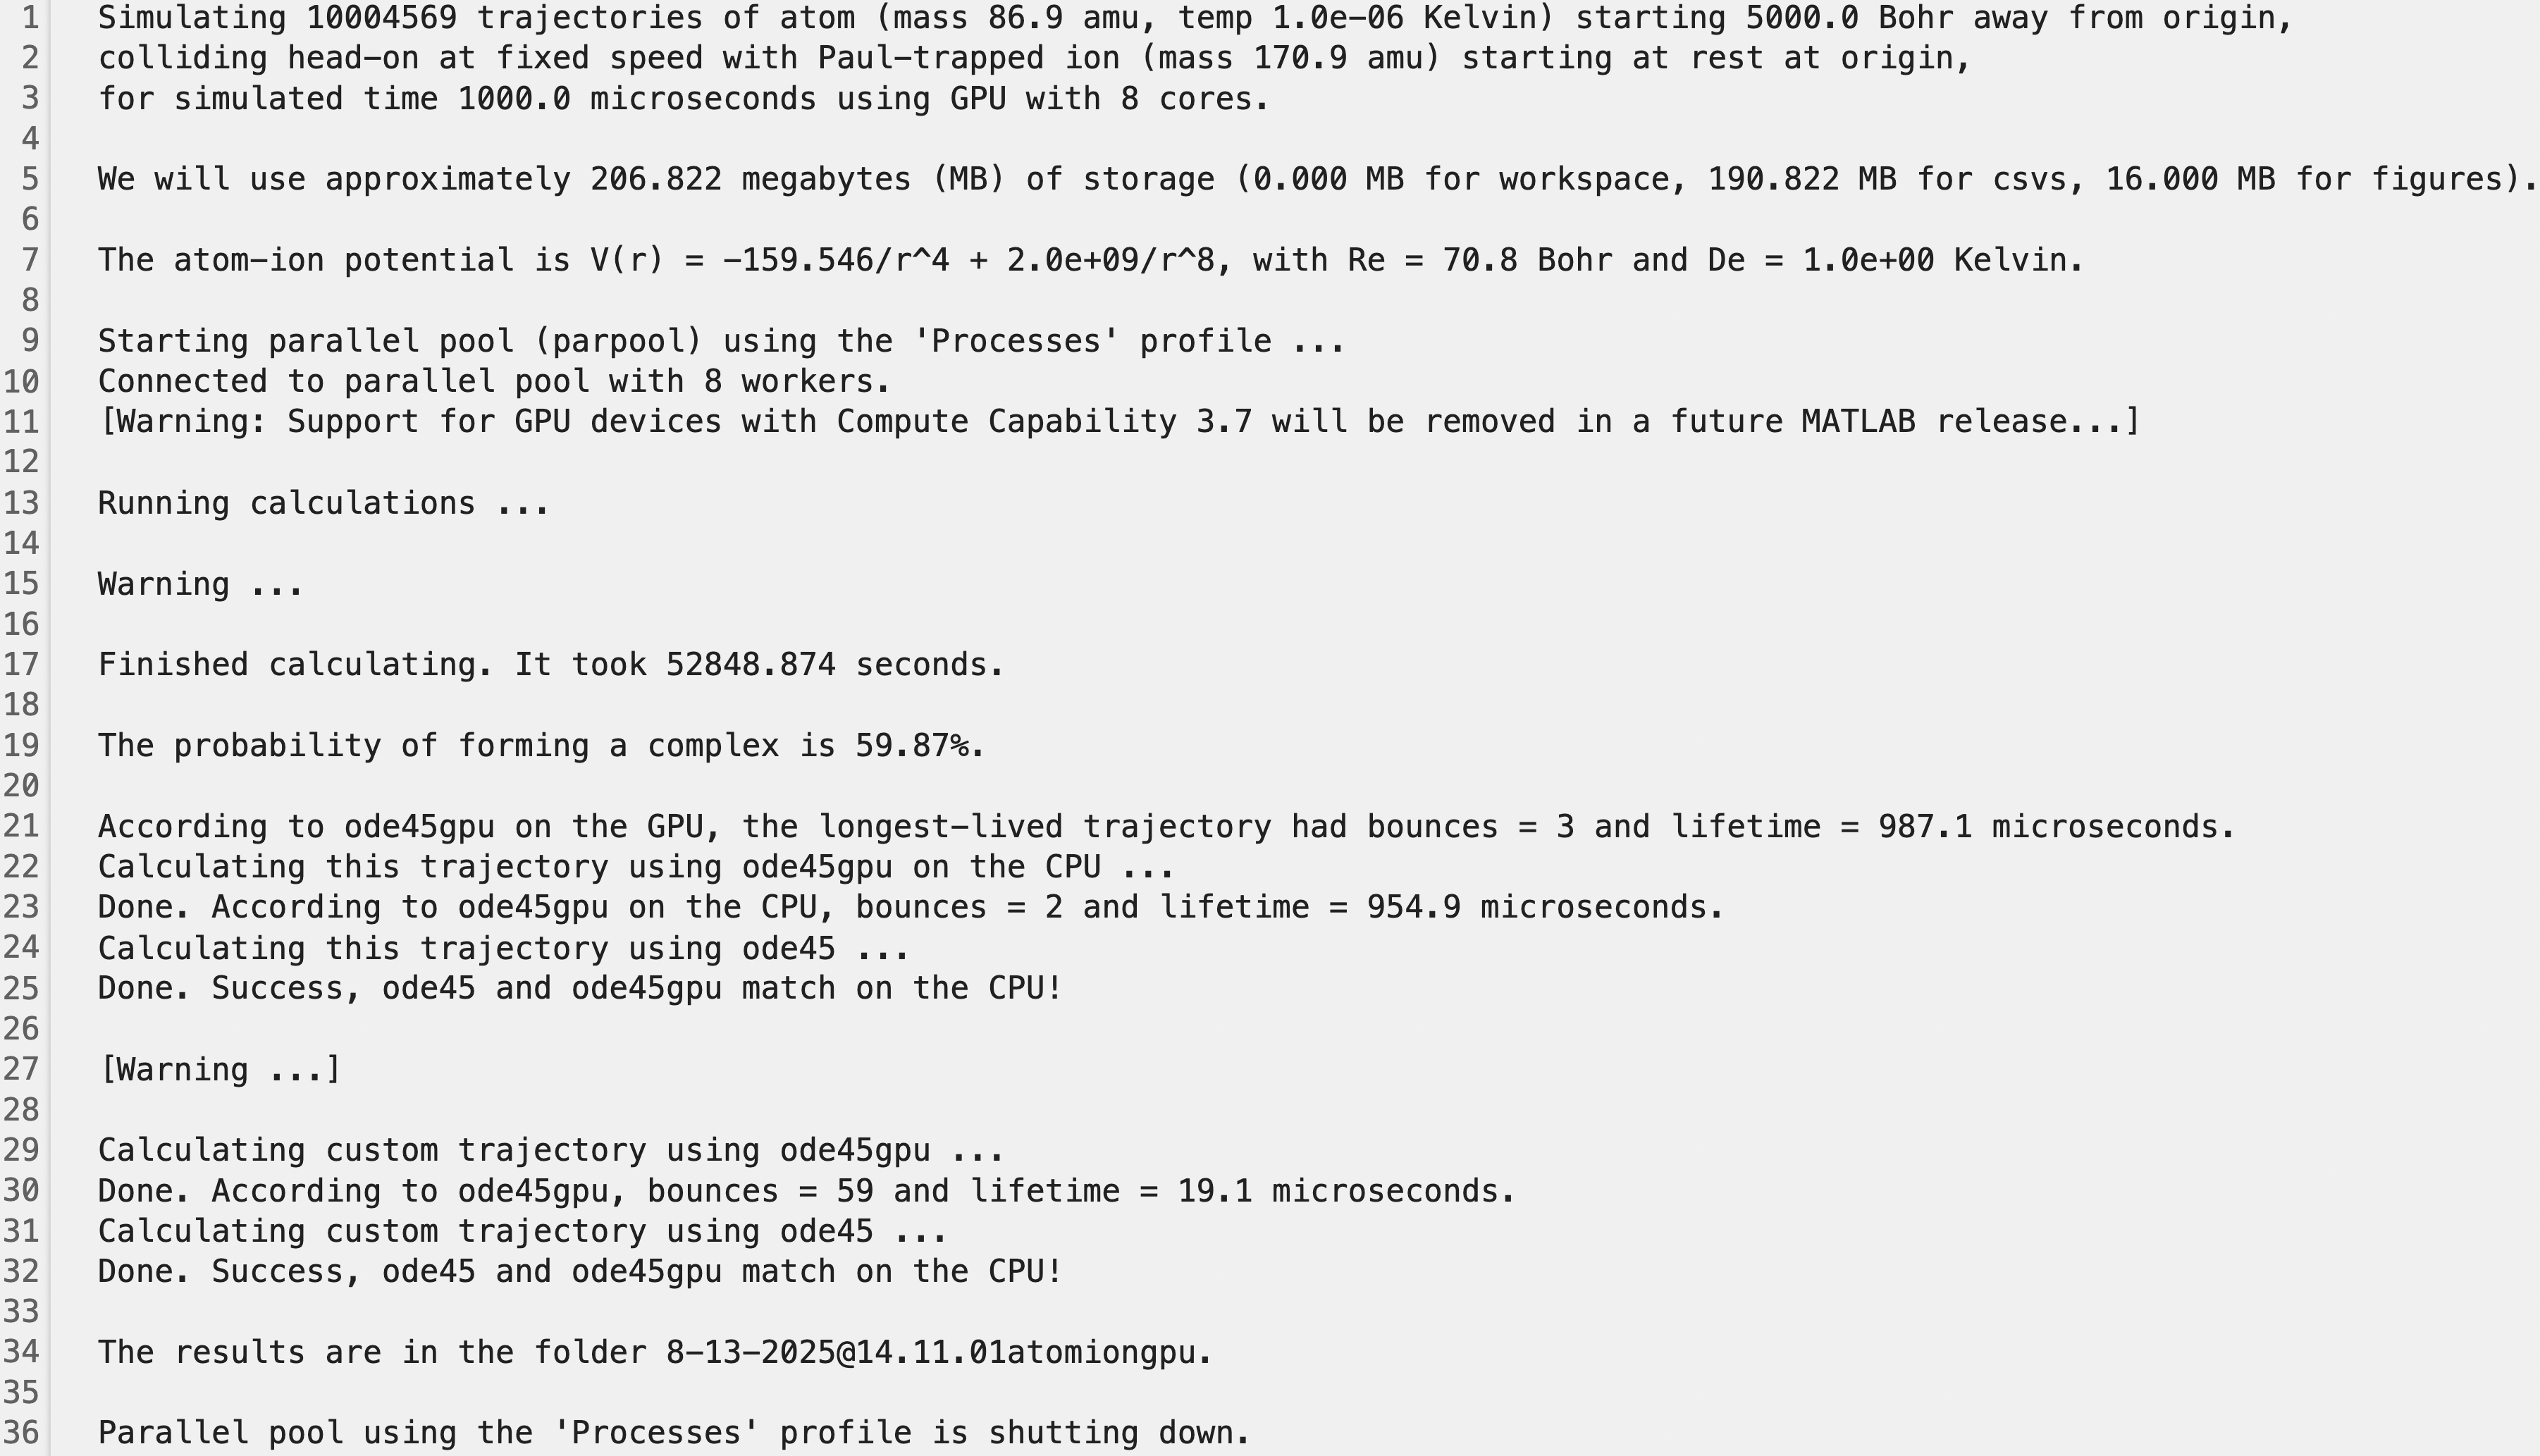 1 Simulating 10004569 trajectories of atom (mass 86.9 amu, temp 1.0e-06 Kelvin) starting 5000.0 Bohr away from origin,
2 colliding head-on at fixed speed with Paul-trapped ion (mass 170.9 amu) starting at rest at origin,
3 for simulated time 1000.0 microseconds using GPU with 8 cores.
4
5 We will use approximately 206.822 megabytes (MB) of storage (0.000 MB for workspace, 190.822 MB for csvs, 16.000 MB for figures).
6
7 The atom-ion potential is V(r) = -159.546/r^4 + 2.0e+09/r^8, with Re = 70.8 Bohr and De = 1.0e+00 Kelvin.
8
9 Starting parallel pool (parpool) using the 'Processes' profile ...
10 Connected to parallel pool with 8 workers.
11 [Warning: Support for GPU devices with Compute Capability 3.7 will be removed in a future MATLAB release...]
12
13 Running calculations ...
14
15 Warning ...
16
17 Finished calculating. It took 52848.874 seconds.
18
19 The probability of forming a complex is 59.87%.
20
21 According to ode45gpu on the GPU, the longest-lived trajectory had bounces = 3 and lifetime = 987.1 microseconds.
22 Calculating this trajectory using ode45gpu on the CPU ...
23 Done. According to ode45gpu on the CPU, bounces = 2 and lifetime = 954.9 microseconds.
24 Calculating this trajectory using ode45 ...
25 Done. Success, ode45 and ode45gpu match on the CPU!
26
27 [Warning ...]
28
29 Calculating custom trajectory using ode45gpu ...
30 Done. According to ode45gpu, bounces = 59 and lifetime = 19.1 microseconds.
31 Calculating custom trajectory using ode45 ...
32 Done. Success, ode45 and ode45gpu match on the CPU!
33
34 The results are in the folder 8-13-2025@14.11.01atomiongpu.
35
36 Parallel pool using the 'Processes' profile is shutting down.